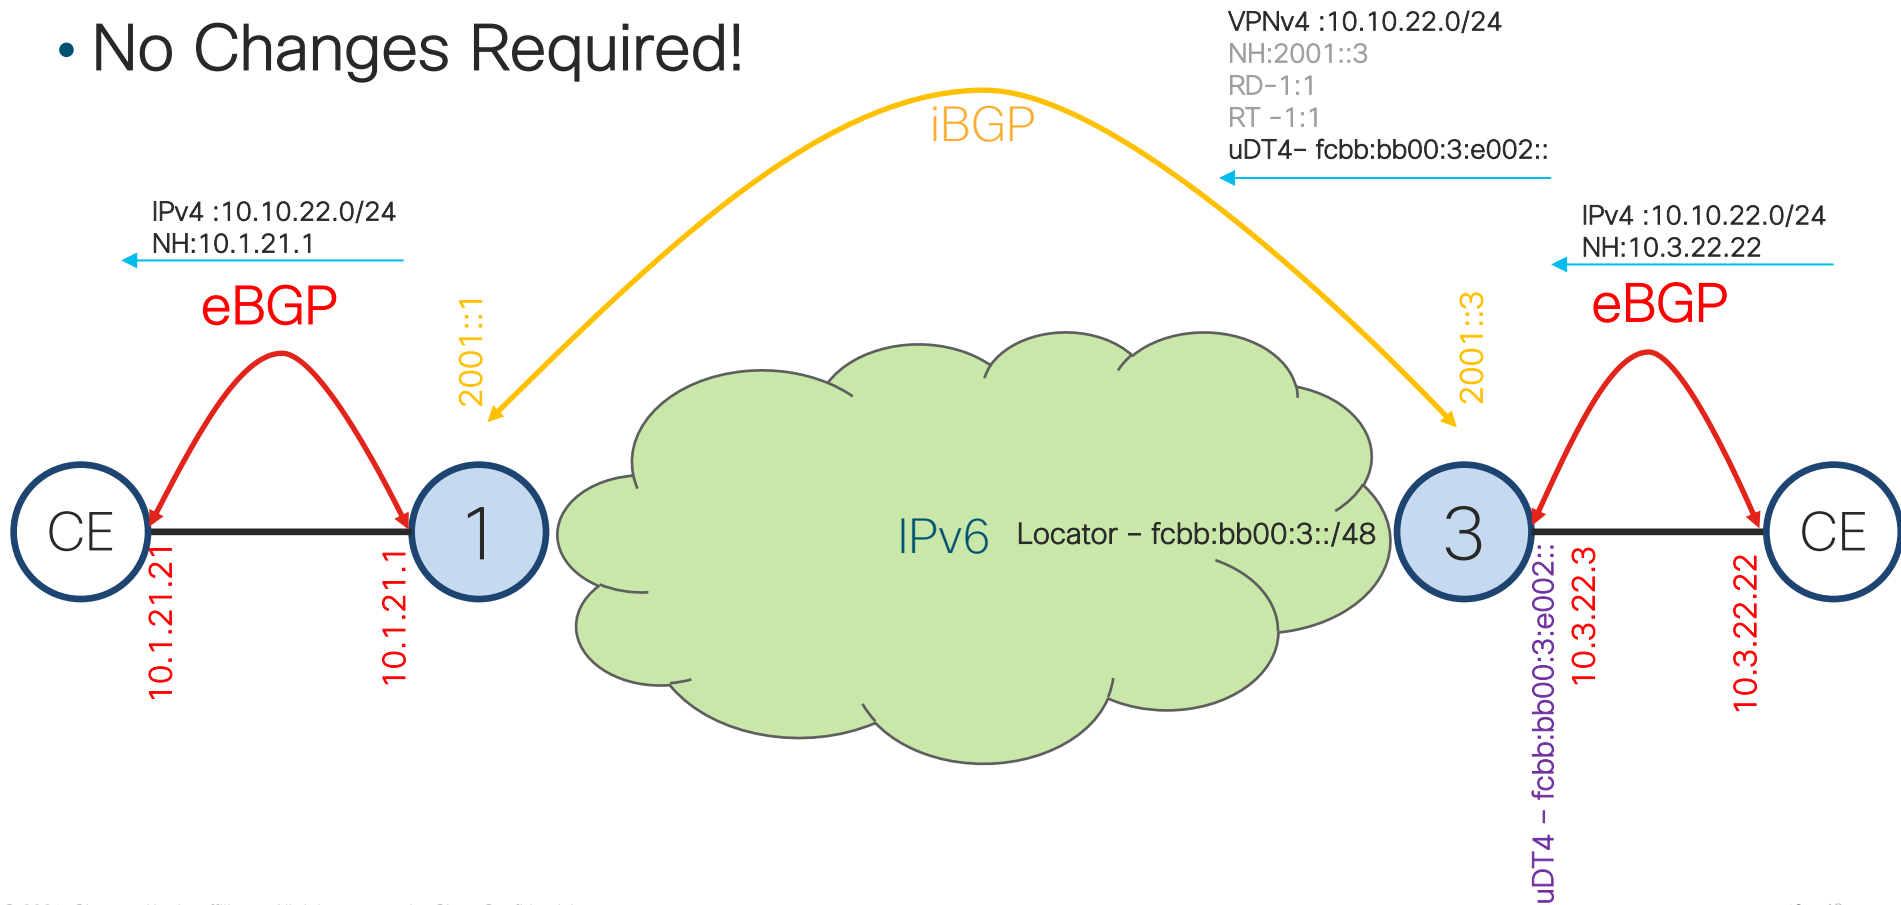 • No Changes Required!
VPNv4 :10.10.22.0/24
NH:2001::3
RD-1:1
RT -1:1
uDT4– fcbb:bb00:3:e002::
iBGP
IPv4 :10.10.22.0/24
NH:10.1.21.1
eBGP
IPv4 :10.10.22.0/24
NH:10.3.22.22
eBGP
2001::1
2001::3
CE
1
IPv6
Locator – fcbb:bb00:3::/48
3
CE
10.1.21.21
10.1.21.1
uDT4 – fcbb:bb00:3:e002::
10.3.22.3
10.3.22.22